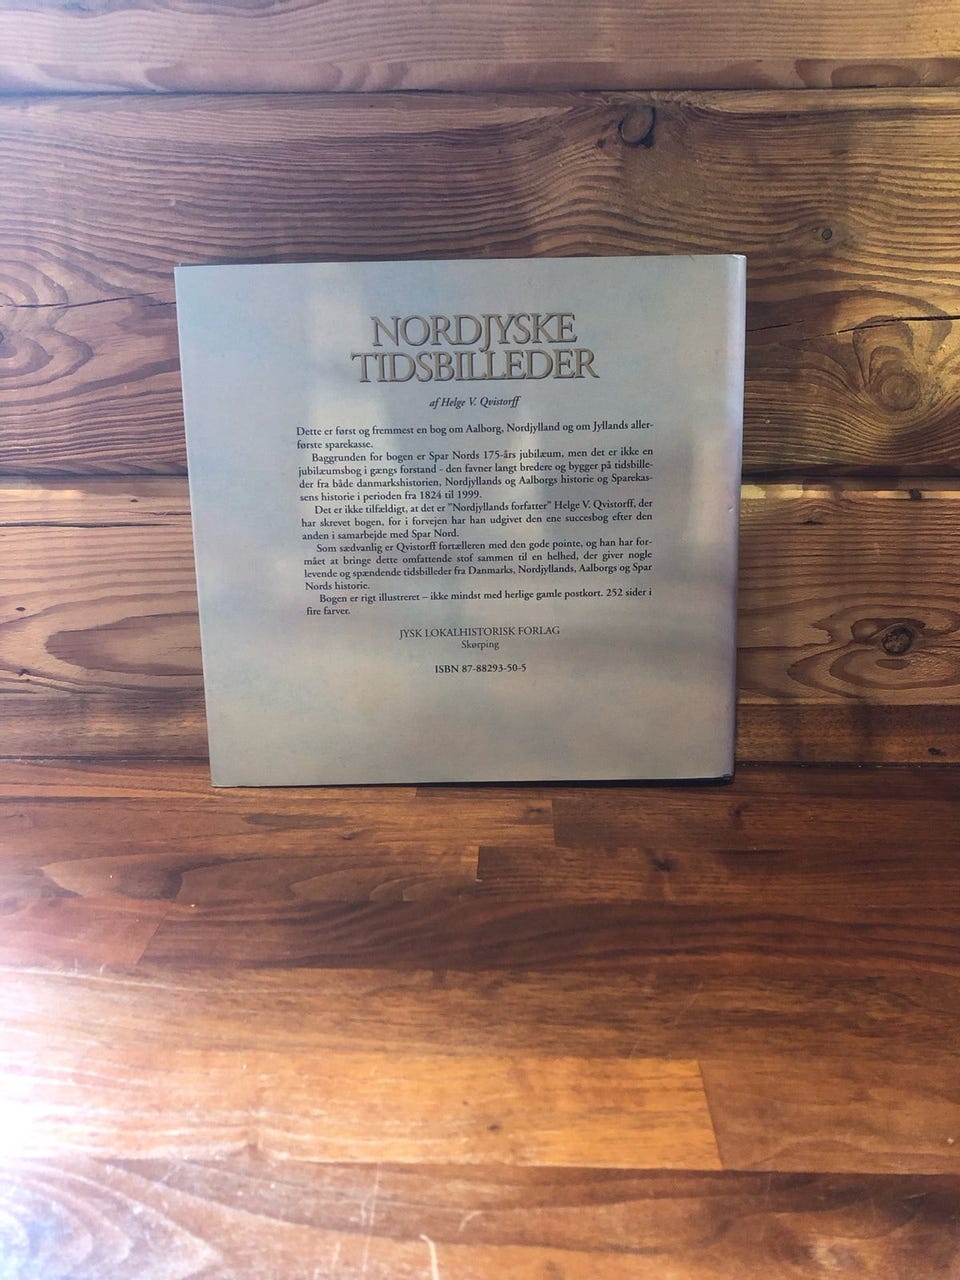 NORDJYSKE
TIDSBILLEDER
af Helge V. Qvistorff
Dette er først og fremmest en bog om Aalborg, Nordjylland og om Jyllands aller-
første sparekasse.
Baggrunden for bogen er Spar Nords 175-års jubilæum, men det er ikke en
jubilæumsbog i gængs forstand - den favner langt bredere og bygger på tidsbille-
der fra både danmarkshistorien, Nordjyllands og Aalborgs historie og Sparekas-
sens historie i perioden fra 1824 til 1999.
Det er ikke tilfældigt, at det er "Nordjyllands forfatter" Helge V. Qvistorff, der
har skrevet bogen, for i forvejen har han udgivet den ene succesbog efter den
anden i samarbejde med Spar Nord.
Som sædvanlig er Qvistorff fortælleren med den gode pointe, og han har for-
mået at bringe dette omfattende stof sammen til en helhed, der giver nogle
levende og spændende tidsbilleder fra Danmarks, Nordjyllands, Aalborgs og Spar
Nords historie.
Bogen er rigt illustreret – ikke mindst med herlige gamle postkort. 252 sider i
fire farver.
JYSK LOKALHISTORISK FORLAG
Skørping
ISBN 87-88293-50-5